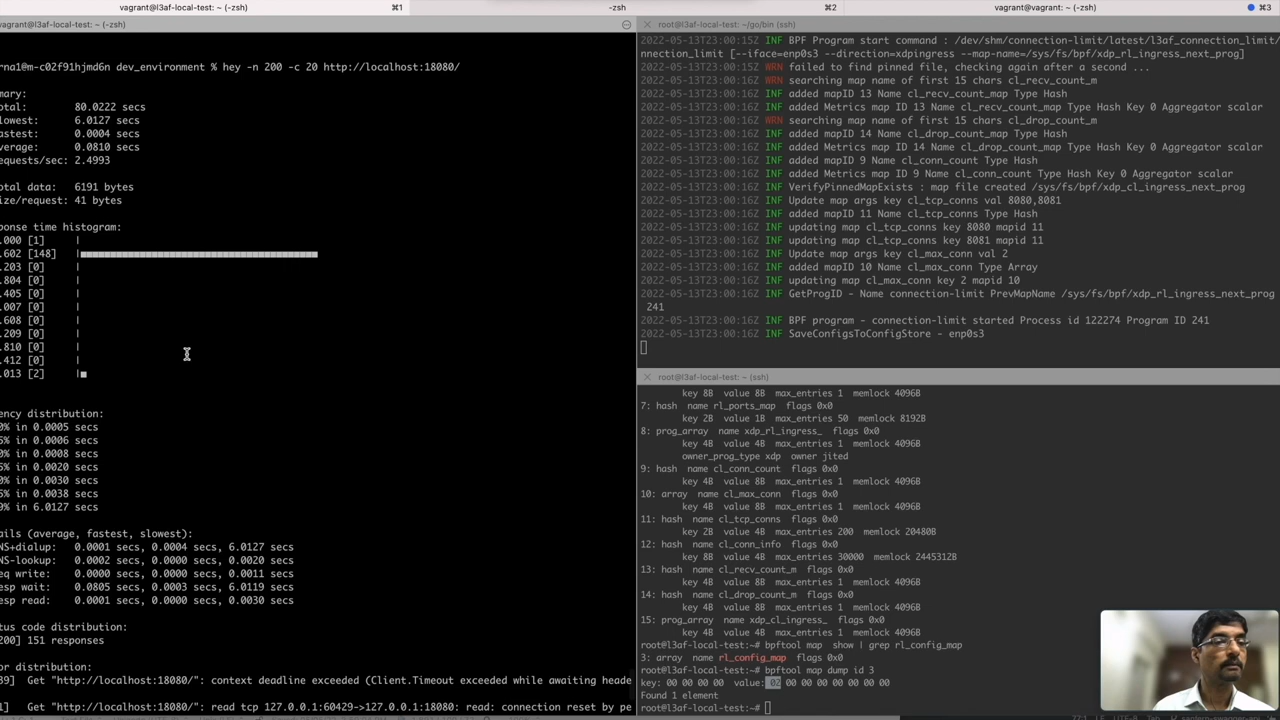 vagrant@l3af-local-test: ~ (-zsh) ⌘1 -zsh ⌘2 vagrant@vagrant: ~ (-zsh) ⌘3
vagrant@l3af-local-test: ~ (-zsh)
rna1@m-c02f91hjmd6n dev_environment % hey -n 200 -c 20 http://localhost:18080/
mary:
otal: 80.0222 secs
lowest: 6.0127 secs
astest: 0.0004 secs
verage: 0.0810 secs
equests/sec: 2.4993
otal data: 6191 bytes
ize/request: 41 bytes
ponse time histogram:
.000 [1] |
.602 [148] |■■■■■■■■■■■■■■■■■■■■■■■■■■■■■■■■■■■■■■■■
.203 [0] |
.804 [0] |
.405 [0] |
.007 [0] |
.608 [0] |
.209 [0] |
.810 [0] |
.412 [0] |
.013 [2] |■
ency distribution:
0% in 0.0005 secs
5% in 0.0006 secs
0% in 0.0008 secs
5% in 0.0020 secs
0% in 0.0030 secs
5% in 0.0038 secs
9% in 6.0127 secs
ails (average, fastest, slowest):
NS+dialup: 0.0001 secs, 0.0004 secs, 6.0127 secs
NS-lookup: 0.0002 secs, 0.0000 secs, 0.0020 secs
eq write: 0.0000 secs, 0.0000 secs, 0.0011 secs
esp wait: 0.0805 secs, 0.0003 secs, 6.0119 secs
esp read: 0.0001 secs, 0.0000 secs, 0.0030 secs
tus code distribution:
200] 151 responses
or distribution:
39] Get "http://localhost:18080/": context deadline exceeded (Client.Timeout exceeded while awaiting heade
1] Get "http://localhost:18080/": read tcp 127.0.0.1:60429->127.0.0.1:18080: read: connection reset by pe
root@l3af-local-test: ~/go/bin (ssh)
2022-05-13T23:00:15Z INF BPF Program start command : /dev/shm/connection-limit/latest/l3af_connection_limit/
nnection_limit [--iface=enp0s3 --direction=xdpingress --map-name=/sys/fs/bpf/xdp_rl_ingress_next_prog]
2022-05-13T23:00:15Z WRN failed to find pinned file, checking again after a second ...
2022-05-13T23:00:16Z WRN searching map name of first 15 chars cl_recv_count_m
2022-05-13T23:00:16Z INF added mapID 13 Name cl_recv_count_map Type Hash
2022-05-13T23:00:16Z INF added Metrics map ID 13 Name cl_recv_count_map Type Hash Key 0 Aggregator scalar
2022-05-13T23:00:16Z WRN searching map name of first 15 chars cl_drop_count_m
2022-05-13T23:00:16Z INF added mapID 14 Name cl_drop_count_map Type Hash
2022-05-13T23:00:16Z INF added Metrics map ID 14 Name cl_drop_count_map Type Hash Key 0 Aggregator scalar
2022-05-13T23:00:16Z INF added mapID 9 Name cl_conn_count Type Hash
2022-05-13T23:00:16Z INF added Metrics map ID 9 Name cl_conn_count Type Hash Key 0 Aggregator scalar
2022-05-13T23:00:16Z INF VerifyPinnedMapExists : map file created /sys/fs/bpf/xdp_cl_ingress_next_prog
2022-05-13T23:00:16Z INF Update map args key cl_tcp_conns val 8080,8081
2022-05-13T23:00:16Z INF added mapID 11 Name cl_tcp_conns Type Hash
2022-05-13T23:00:16Z INF updating map cl_tcp_conns key 8080 mapid 11
2022-05-13T23:00:16Z INF updating map cl_tcp_conns key 8081 mapid 11
2022-05-13T23:00:16Z INF Update map args key cl_max_conn val 2
2022-05-13T23:00:16Z INF added mapID 10 Name cl_max_conn Type Array
2022-05-13T23:00:16Z INF updating map cl_max_conn key 2 mapid 10
2022-05-13T23:00:16Z INF GetProgID - Name connection-limit PrevMapName /sys/fs/bpf/xdp_rl_ingress_next_prog
241
2022-05-13T23:00:16Z INF BPF program - connection-limit started Process id 122274 Program ID 241
2022-05-13T23:00:16Z INF SaveConfigsToConfigStore - enp0s3
root@l3af-local-test: ~ (ssh)
key 8B value 8B max_entries 1 memlock 4096B
7: hash name rl_ports_map flags 0x0
key 2B value 1B max_entries 50 memlock 8192B
8: prog_array name xdp_rl_ingress_ flags 0x0
key 4B value 4B max_entries 1 memlock 4096B
owner_prog_type xdp owner jited
9: hash name cl_conn_count flags 0x0
key 4B value 8B max_entries 1 memlock 4096B
10: array name cl_max_conn flags 0x0
key 4B value 8B max_entries 1 memlock 4096B
11: hash name cl_tcp_conns flags 0x0
key 2B value 4B max_entries 200 memlock 20480B
12: hash name cl_conn_info flags 0x0
key 8B value 4B max_entries 30000 memlock 2445312B
13: hash name cl_recv_count_m flags 0x0
key 4B value 8B max_entries 1 memlock 4096B
14: hash name cl_drop_count_m flags 0x0
key 4B value 8B max_entries 1 memlock 4096B
15: prog_array name xdp_cl_ingress_ flags 0x0
key 4B value 4B max_entries 1 memlock 4096B
root@l3af-local-test:~# bpftool map show | grep rl_config_map
3: array name rl_config_map flags 0x0
root@l3af-local-test:~# bpftool map dump id 3
key: 00 00 00 00 value: 02 00 00 00 00 00 00 00
Found 1 element
root@l3af-local-test:~#